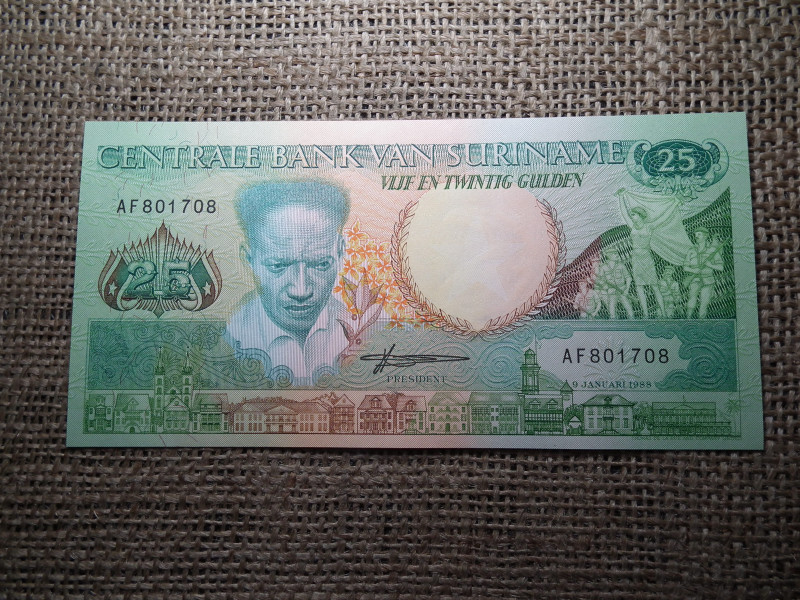 CENTRALE BANK VAN SURINAME
25
VIJF EN TWINTIG GULDEN
AF801708
25
AF801708
PRESIDENT
9 JANUARI 1988